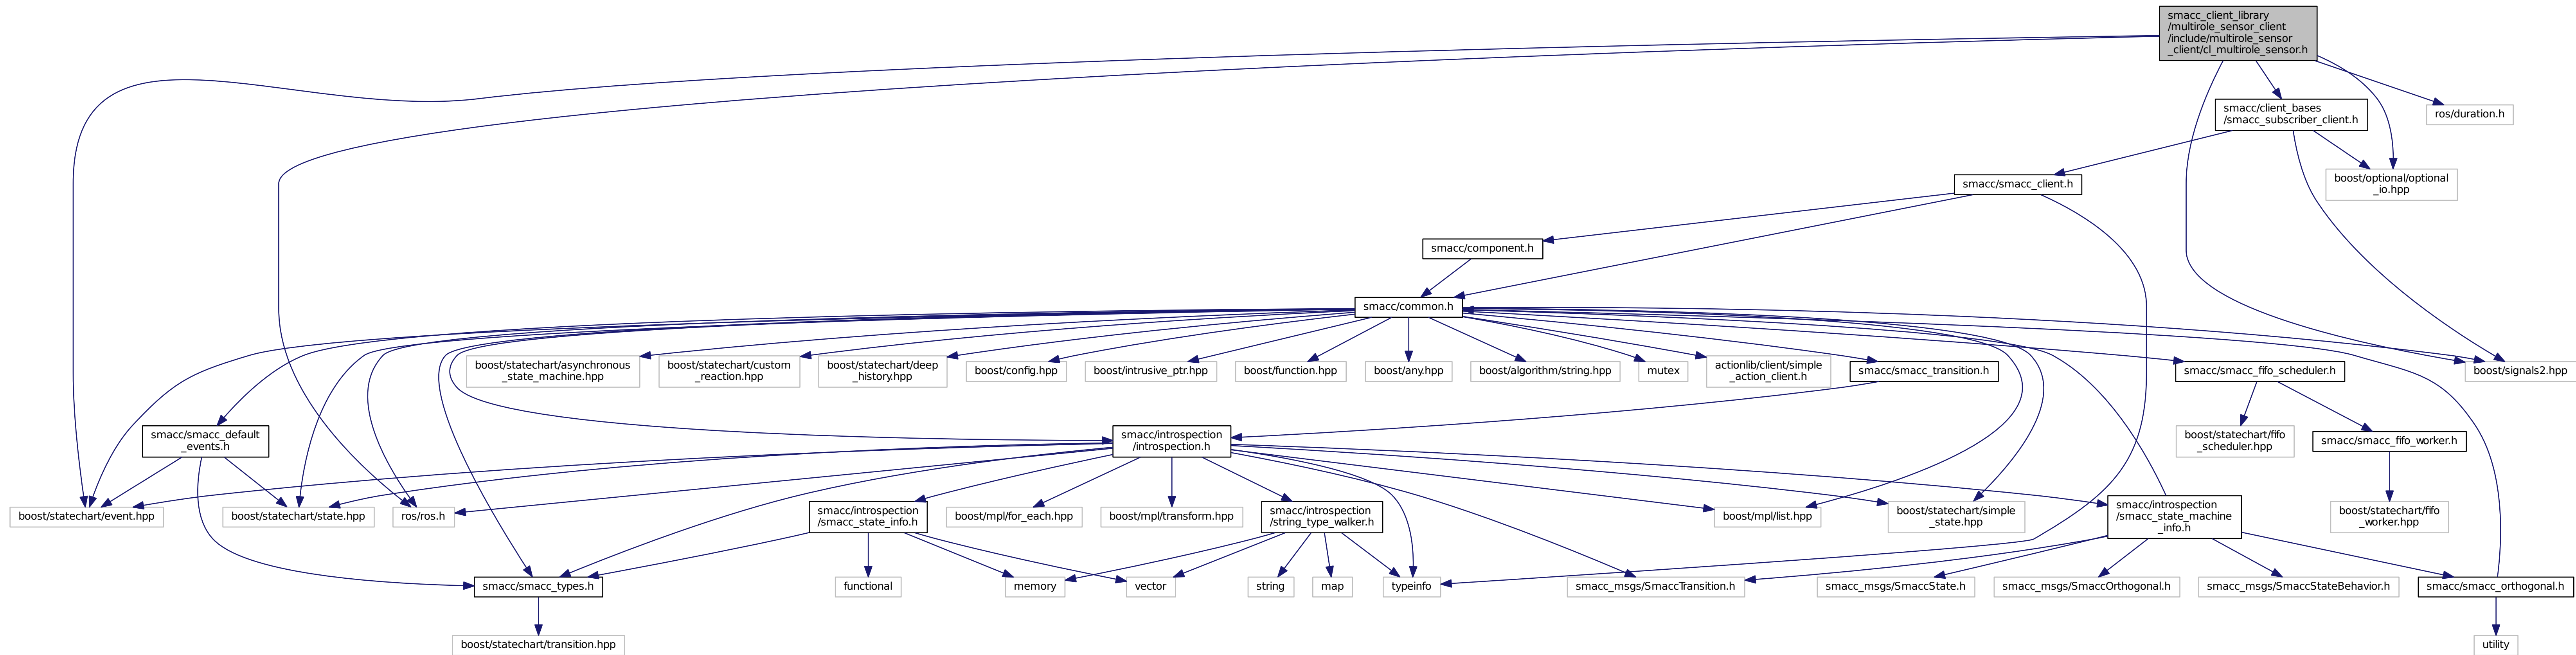 smacc_client_library
/multirole_sensor_client
/include/multirole_sensor
_client/cl_multirole_sensor.h
smacc/client_bases
/smacc_subscriber_client.h
ros/duration.h
boost/optional/optional
_io.hpp
smacc/smacc_client.h
smacc/component.h
smacc/common.h
boost/statechart/asynchronous
_state_machine.hpp
boost/statechart/custom
_reaction.hpp
boost/statechart/deep
_history.hpp
boost/config.hpp
boost/intrusive_ptr.hpp
boost/function.hpp
boost/any.hpp
boost/algorithm/string.hpp
mutex
actionlib/client/simple
_action_client.h
smacc/smacc_transition.h
smacc/smacc_fifo_scheduler.h
boost/signals2.hpp
smacc/smacc_default
_events.h
smacc/introspection
/introspection.h
boost/statechart/fifo
_scheduler.hpp
smacc/smacc_fifo_worker.h
boost/statechart/event.hpp
boost/statechart/state.hpp
ros/ros.h
smacc/introspection
/smacc_state_info.h
boost/mpl/for_each.hpp
boost/mpl/transform.hpp
smacc/introspection
/string_type_walker.h
boost/mpl/list.hpp
boost/statechart/simple
_state.hpp
smacc/introspection
/smacc_state_machine
_info.h
boost/statechart/fifo
_worker.hpp
smacc/smacc_types.h
functional
memory
vector
string
map
typeinfo
smacc_msgs/SmaccTransition.h
smacc_msgs/SmaccState.h
smacc_msgs/SmaccOrthogonal.h
smacc_msgs/SmaccStateBehavior.h
smacc/smacc_orthogonal.h
boost/statechart/transition.hpp
utility